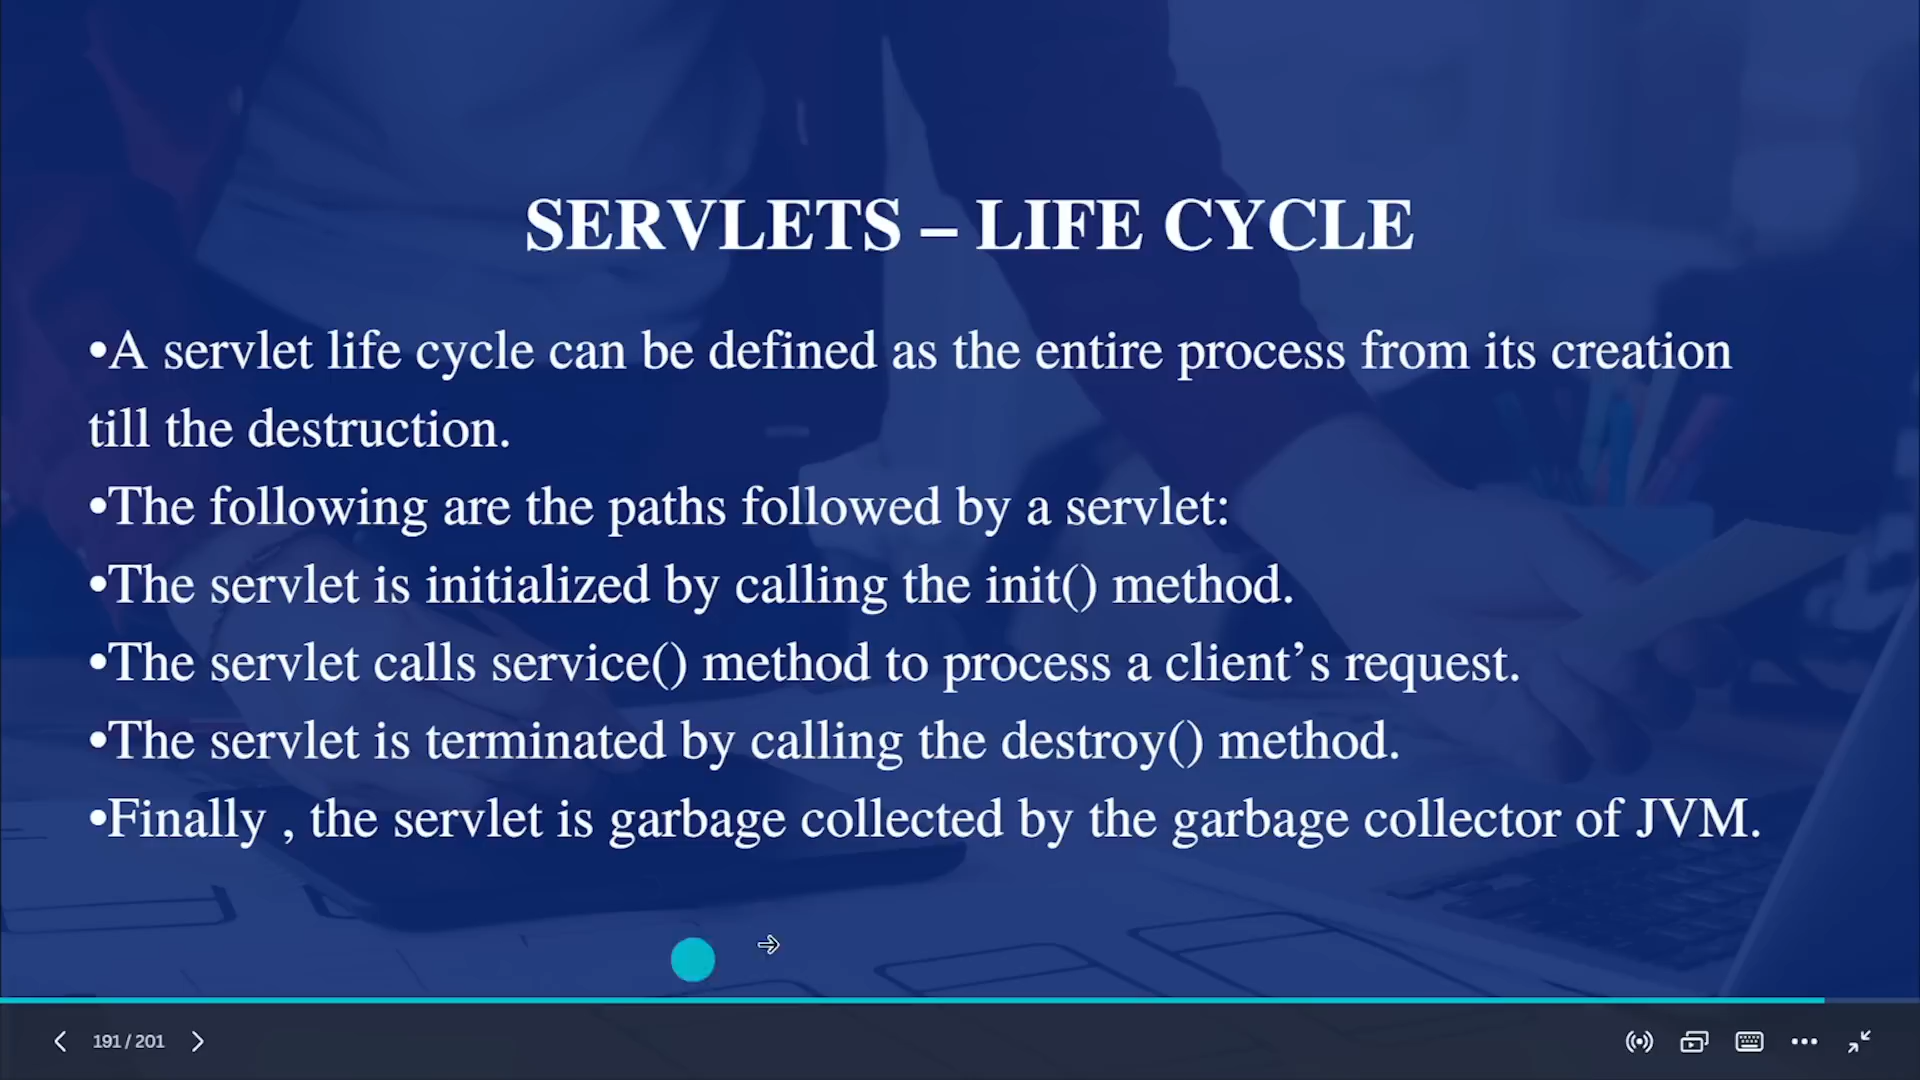 SERVLETS – LIFE CYCLE
•A servlet life cycle can be defined as the entire process from its creation
till the destruction.
•The following are the paths followed by a servlet:
•The servlet is initialized by calling the init() method.
•The servlet calls service() method to process a client’s request.
•The servlet is terminated by calling the destroy() method.
•Finally , the servlet is garbage collected by the garbage collector of JVM.
191 / 201